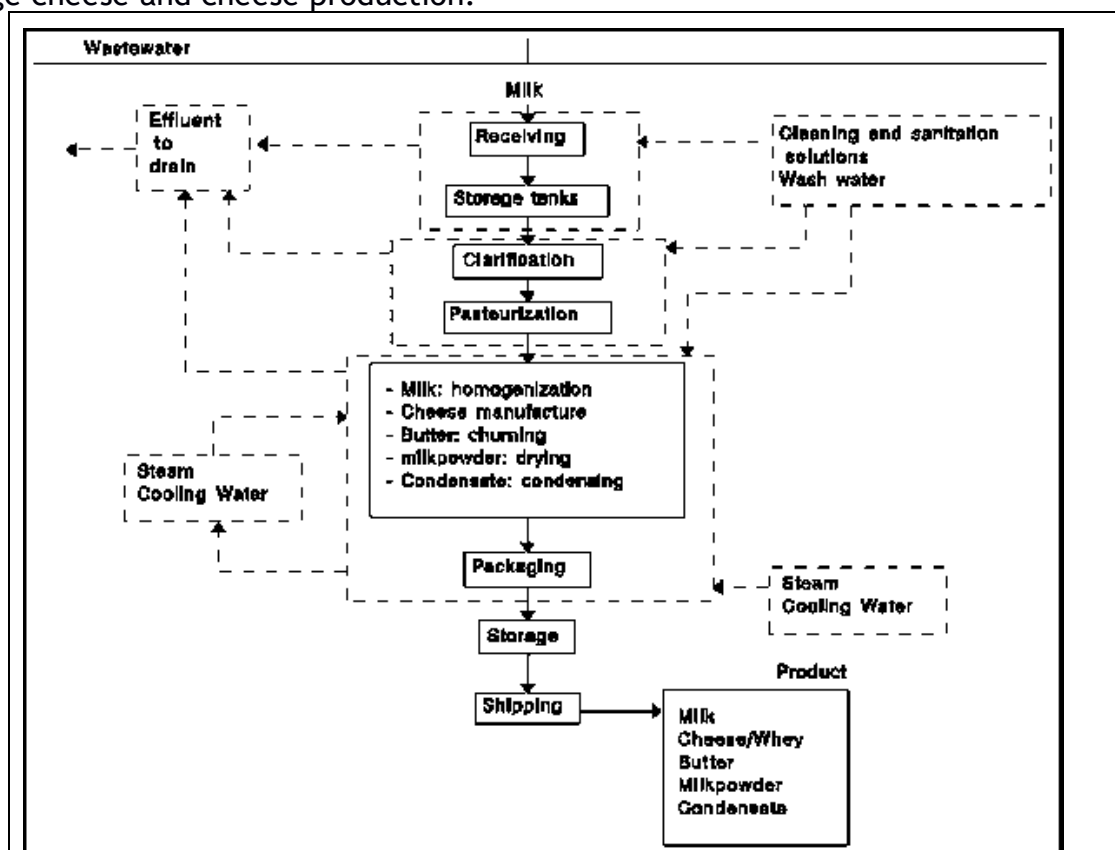 ge cheese and cheese production.
Wastewater
Milk
Effluent
to
drain
Receiving
Cleaning and sanitation
solutions
Wash water
Storage tanks
Clarification
Pasteurization
- Milk: homogenization
- Cheese manufacture
- Butter: churning
- milkpowder: drying
- Condensate: condensing
Steam
Cooling Water
Packaging
Steam
Cooling Water
Storage
Shipping
Product
Milk
Cheese/Whey
Butter
Milkpowder
Condensate